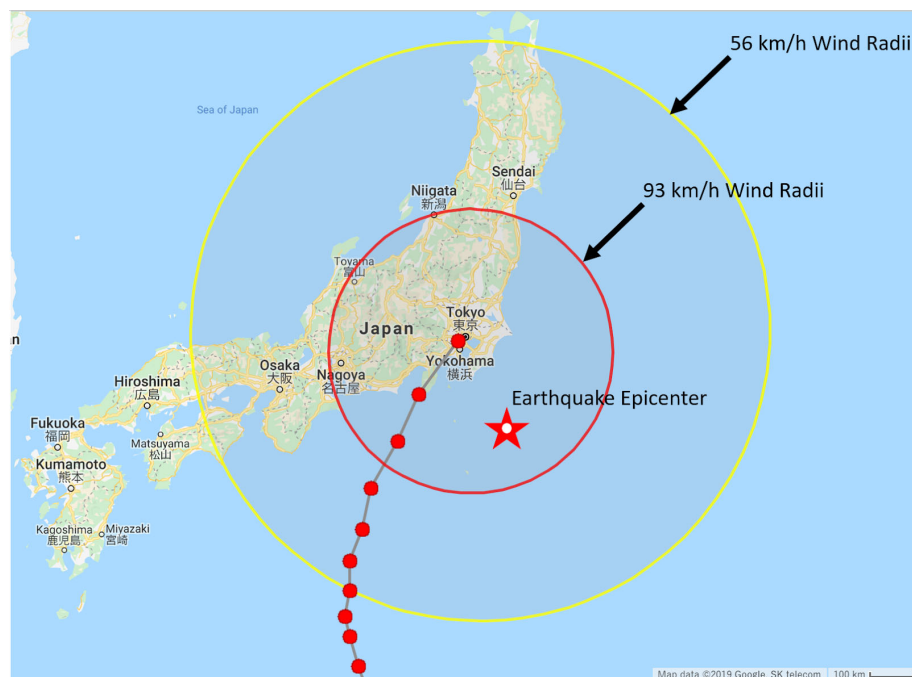 56 km/h Wind Radii
Sea of Japan
Sendai
仙台
Niigata
新潟
93 km/h Wind Radii
Toyama
富山
Tokyo
東京
Japan
an
Yokohama
横浜
Osaka
大阪
Nagoya
名古屋
Hiroshima
広島
Earthquake Epicenter
Fukuoka
福岡
Matsuyama
松山
Kumamoto
熊本
Kagoshima
鹿児島
Miyazaki
宮崎
Map data ©2019 Google, SK telecom
100 km